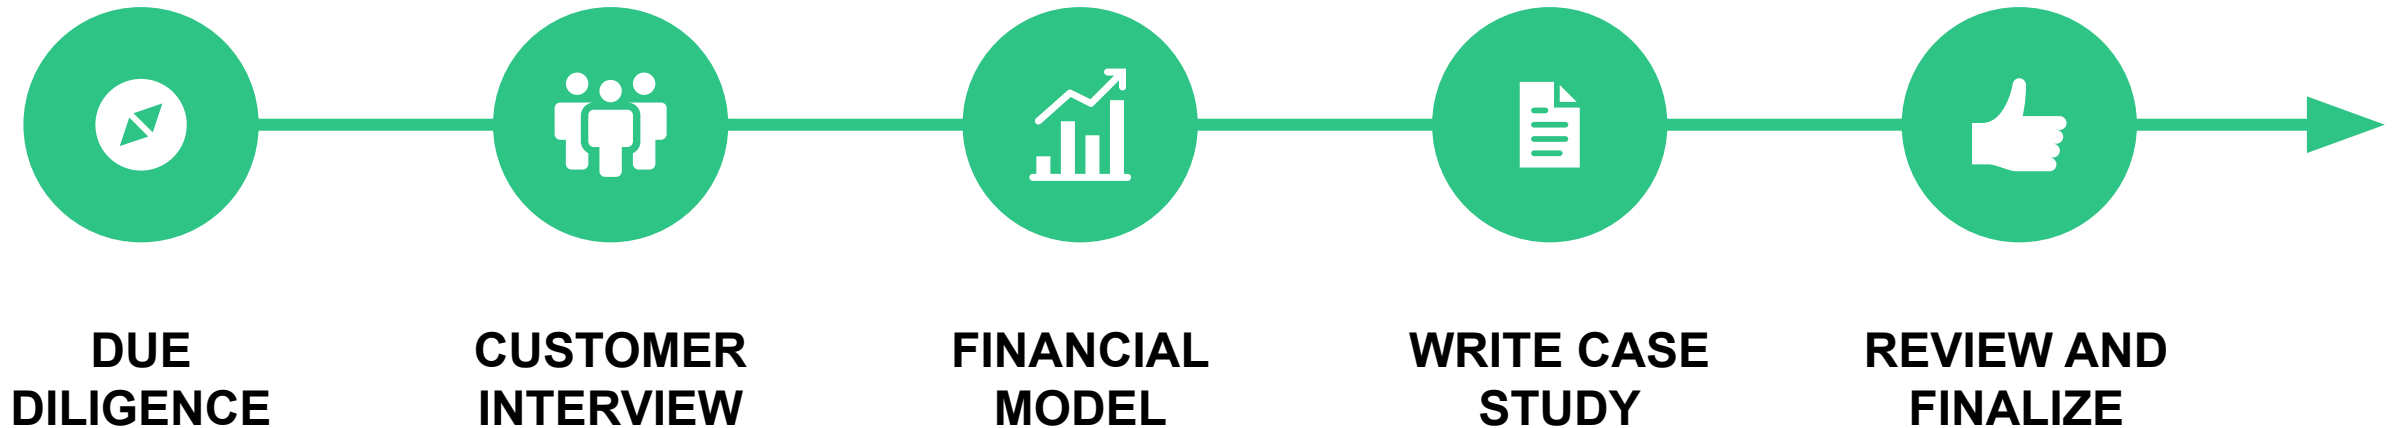 DUE
DILIGENCE
CUSTOMER
INTERVIEW
FINANCIAL
MODEL
WRITE CASE
STUDY
REVIEW AND
FINALIZE